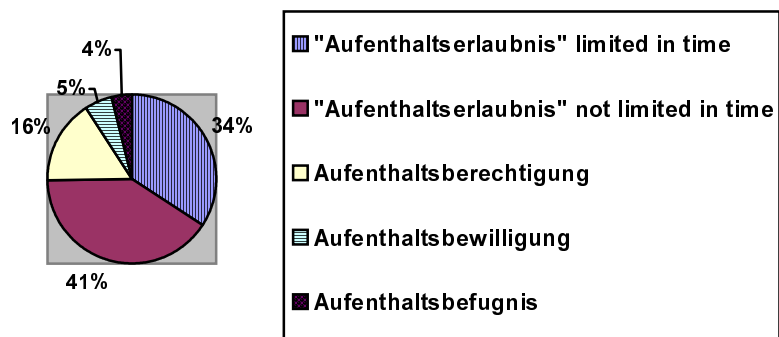 4%
5%
16%
34%
41%
"Aufenthaltserlaubnis" limited in time
"Aufenthaltserlaubnis" not limited in time
Aufenthaltsberechtigung
Aufenthaltsbewilligung
Aufenthaltsbefugnis